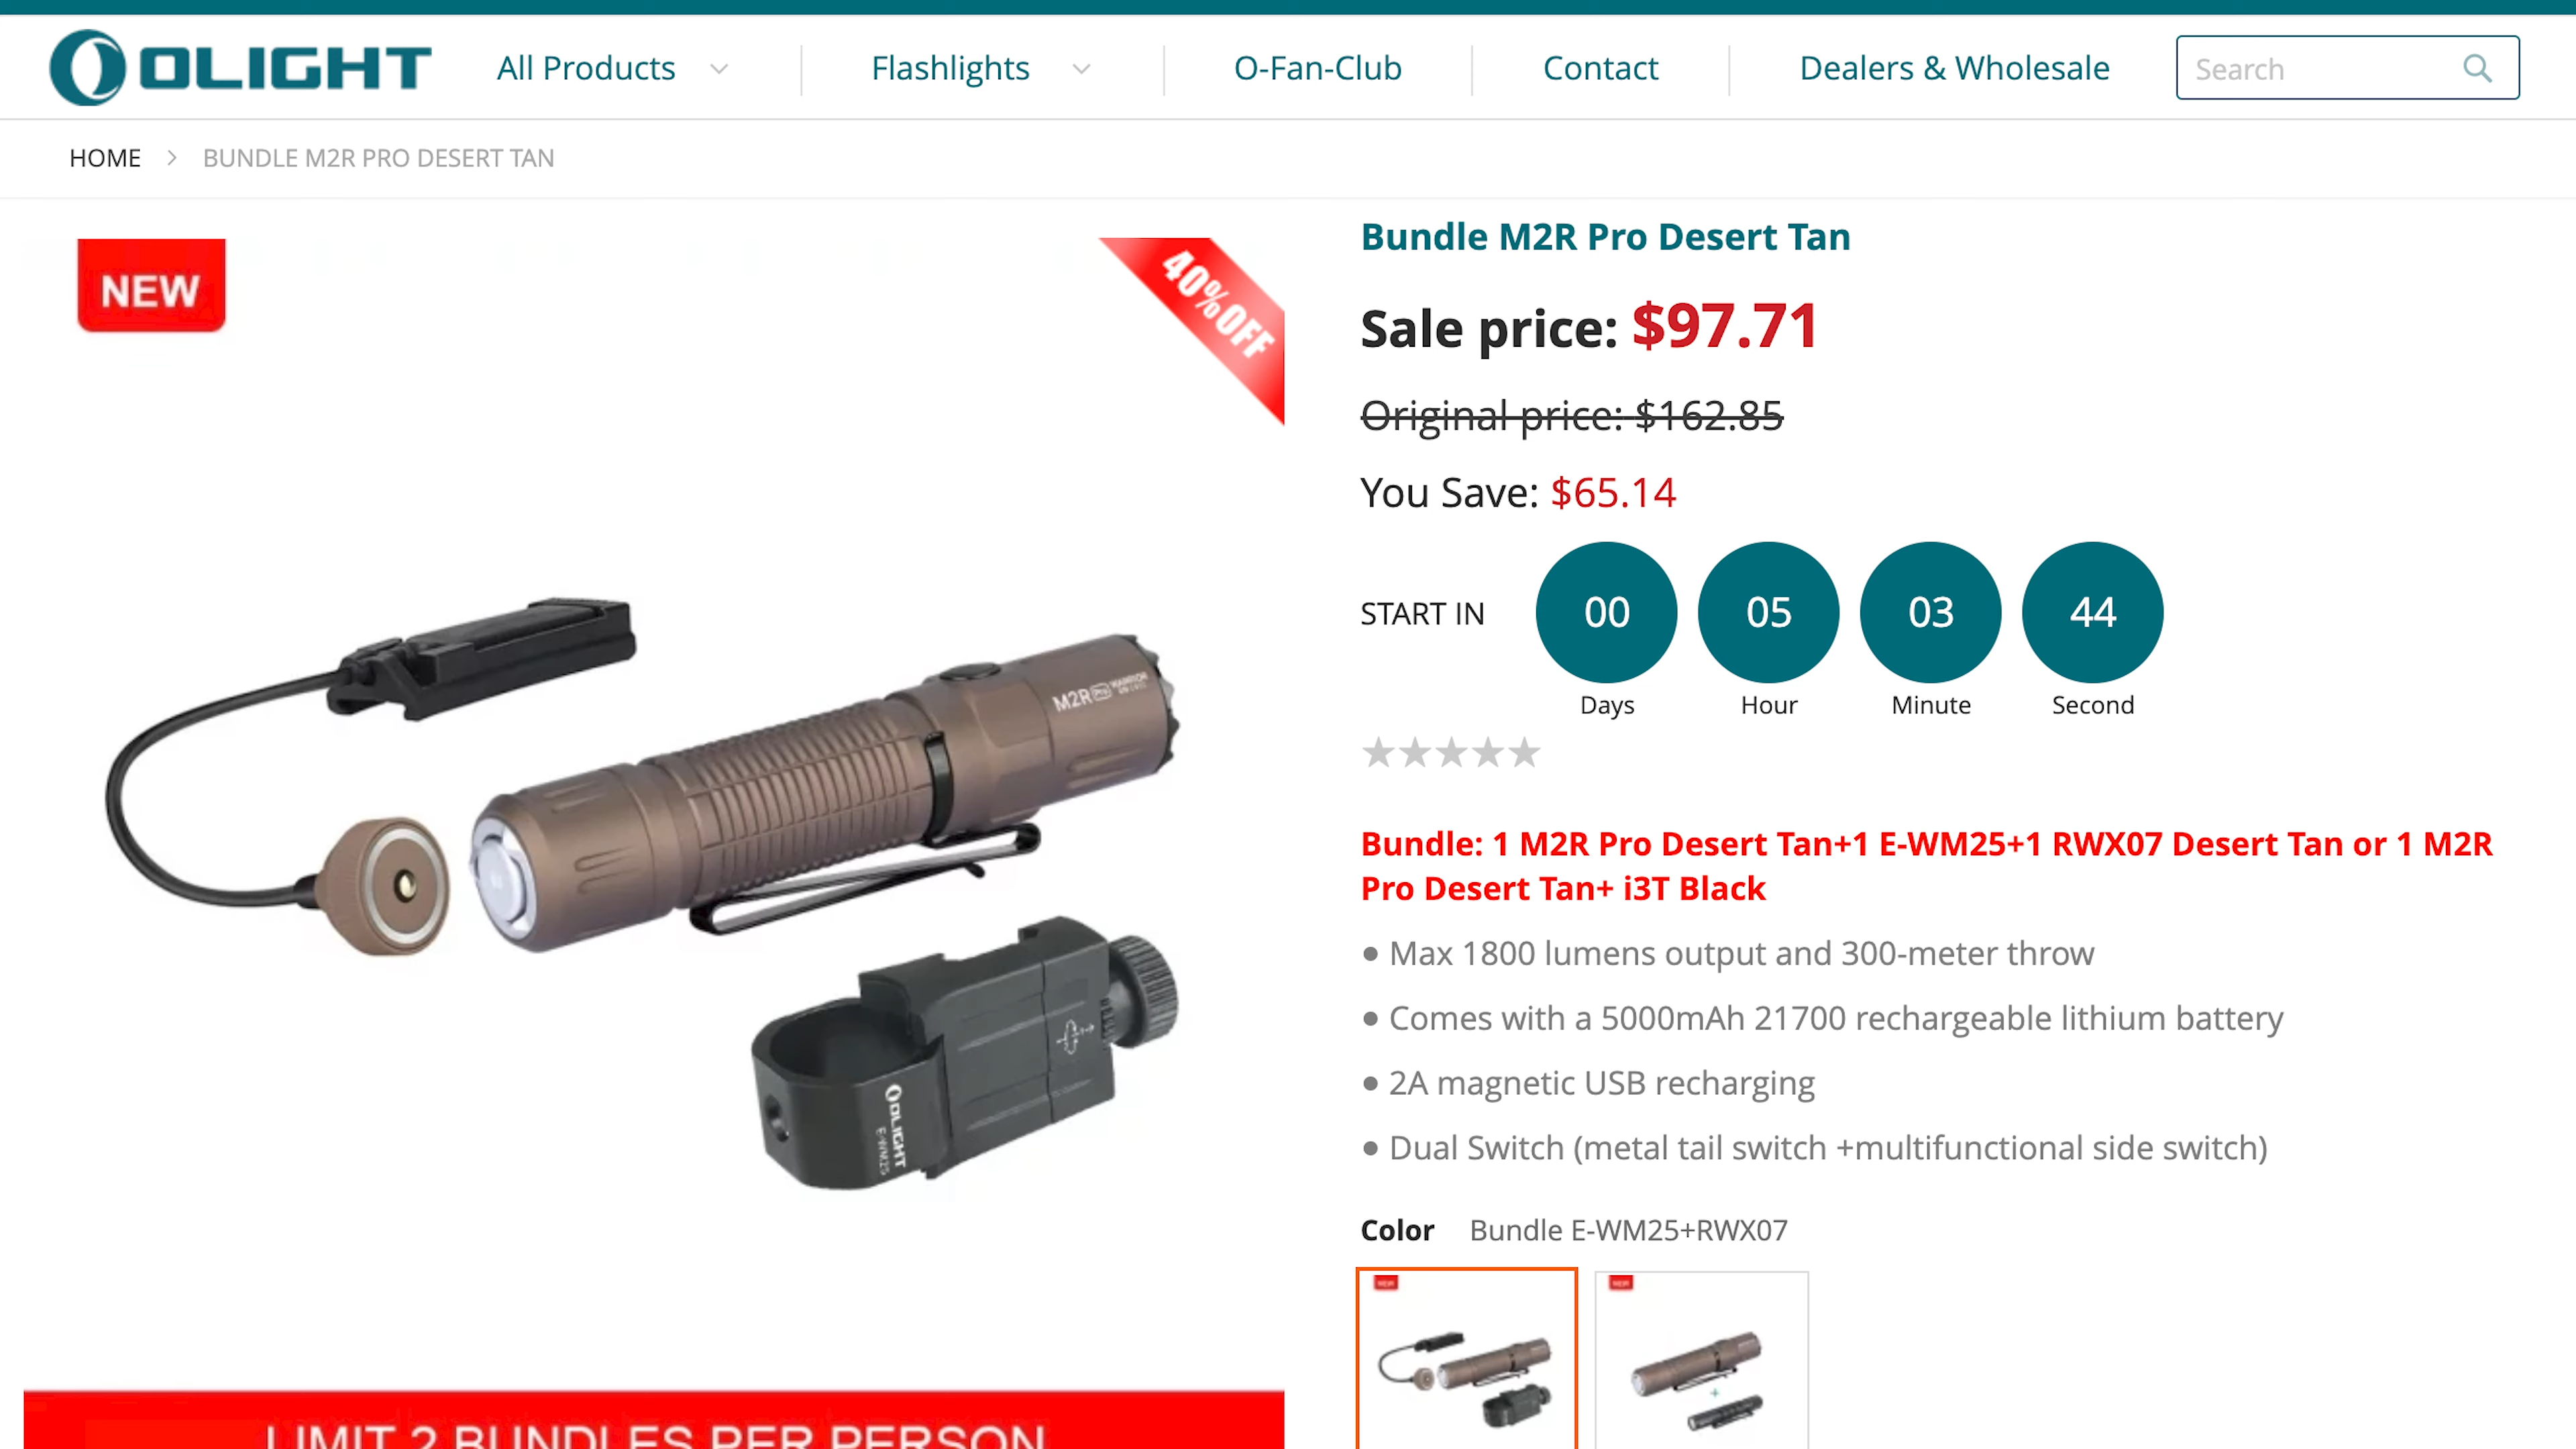 OLIGHT
All Products
Flashlights
O-Fan-Club
Contact
Dealers & Wholesale
Search
HOME
BUNDLE M2R PRO DESERT TAN
NEW
40%OFF
M2R Pro WARRIOR
OLIGHT
E-WM25
LIMIT 2 BUNDLES PER PERSON
Bundle M2R Pro Desert Tan
Sale price: $97.71
Original price: $162.85
You Save: $65.14
START IN
00 05 03 44
Days Hour Minute Second
Bundle: 1 M2R Pro Desert Tan+1 E-WM25+1 RWX07 Desert Tan or 1 M2R
Pro Desert Tan+ i3T Black
● Max 1800 lumens output and 300-meter throw
● Comes with a 5000mAh 21700 rechargeable lithium battery
● 2A magnetic USB recharging
● Dual Switch (metal tail switch +multifunctional side switch)
Color Bundle E-WM25+RWX07
NEW
NEW